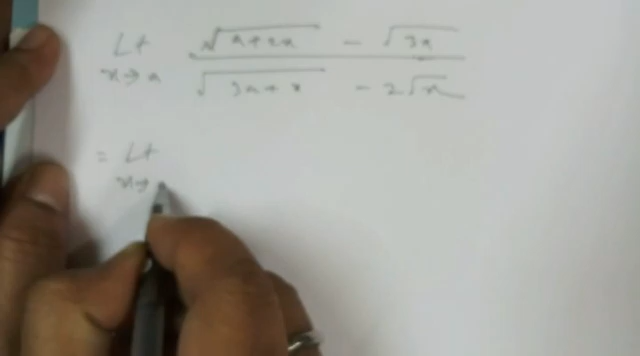 Lt √(a+2x) - √(3x)
x→a √(3a+x) - 2√x
= Lt
x→